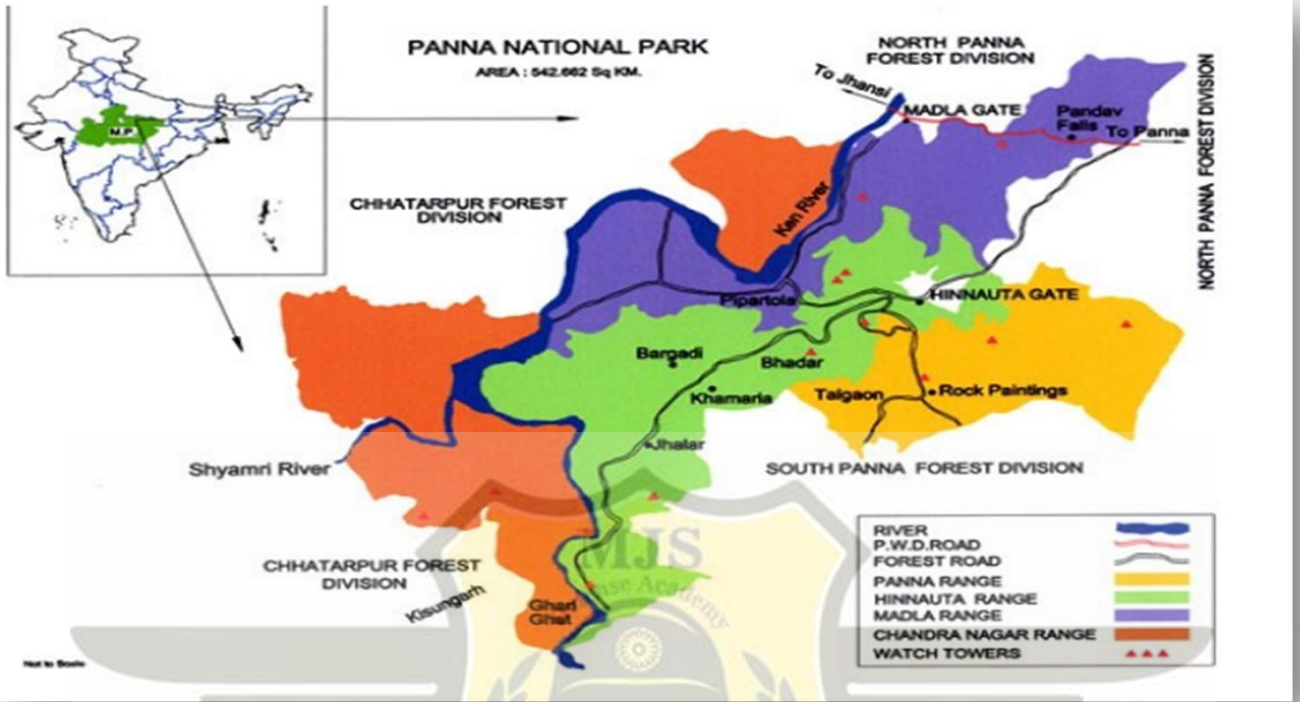 PANNA NATIONAL PARK
AREA : 542.662 Sq KM.
NORTH PANNA
FOREST DIVISION
To Jhansi
MADLA GATE
Pandav
Falls
To Panna
NORTH PANNA FOREST DIVISION
M.P.
CHHATARPUR FOREST
DIVISION
Ken River
Pipartola
HINNAUTA GATE
Bargadi
Bhadar
Khamaria
Talgaon
Rock Paintings
Jhalar
Shyamri River
SOUTH PANNA FOREST DIVISION
CHHATARPUR FOREST
DIVISION
Kisungarh
Ghari
Ghat
MJS
Academy
RIVER
P.W.D.ROAD
FOREST ROAD
PANNA RANGE
HINNAUTA RANGE
MADLA RANGE
CHANDRA NAGAR RANGE
WATCH TOWERS
Not to Scale